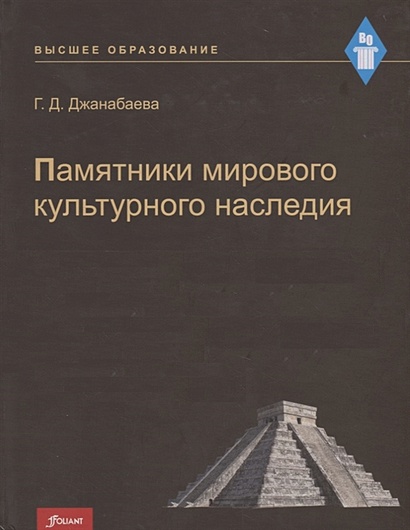 ВЫСШЕЕ ОБРАЗОВАНИЕ
ВО
Г. Д. Джанабаева
Памятники мирового
культурного наследия
FOLIANT